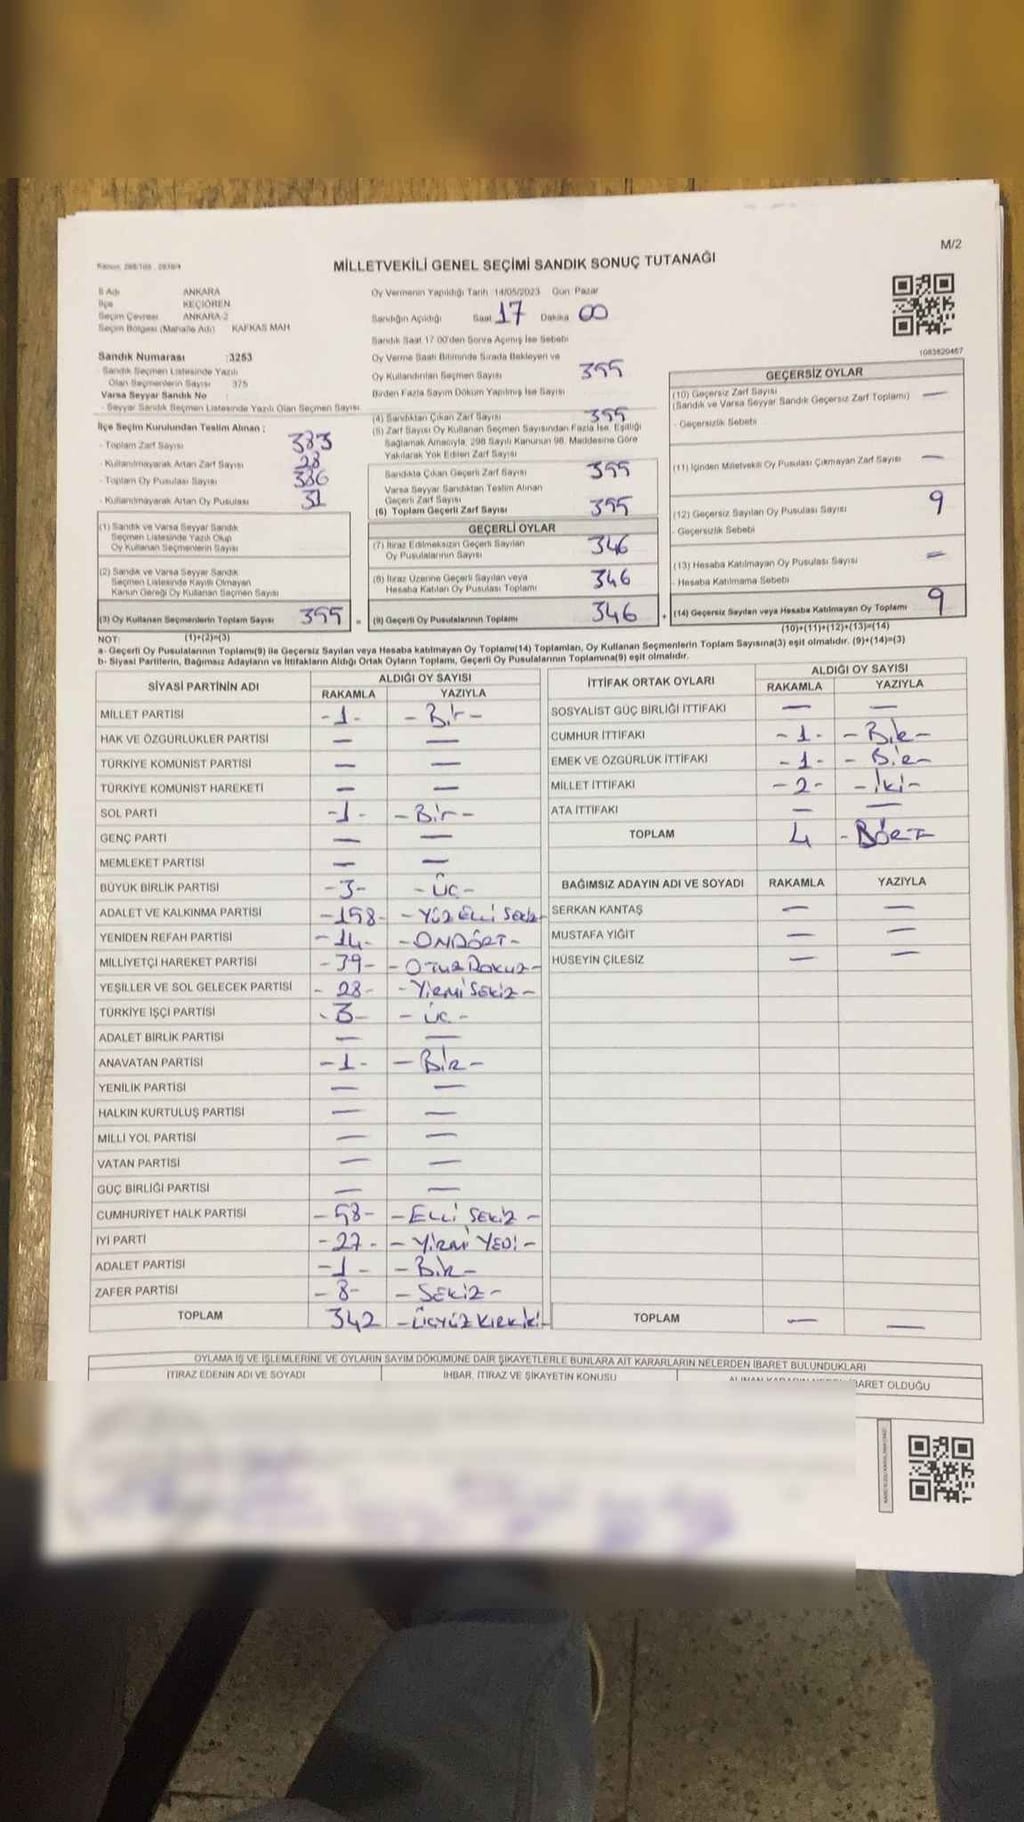 M/2
MİLLETVEKİLİ GENEL SEÇİMİ SANDIK SONUÇ TUTANAĞI
İl Adı ANKARA
İlçe KEÇİÖREN
Seçim Çevresi ANKARA-2
Seçim Bölgesi (Mahalle Adı) KAFKAS MAH
Sandık Numarası :3253
Sandık Seçmen Listesinde Yazılı
Olan Seçmenlerin Sayısı 375
Varsa Seyyar Sandık No
- Seyyar Sandık Seçmen Listesinde Yazılı Olan Seçmen Sayısı
İlçe Seçim Kurulundan Teslim Alınan :
- Toplam Zarf Sayısı 383
- Kullanılmayarak Artan Zarf Sayısı 28
- Toplam Oy Pusulası Sayısı 386
- Kullanılmayarak Artan Oy Pusulası 31
(1) Sandık ve Varsa Seyyar Sandık
Seçmen Listesinde Yazılı Olup
Oy Kullanan Seçmenlerin Sayısı
(2) Sandık ve Varsa Seyyar Sandık
Seçmen Listesinde Kayıtlı Olmayan
Kanun Gereği Oy Kullanan Seçmen Sayısı
(3) Oy Kullanan Seçmenlerin Toplam Sayısı 355 =
(1)+(2)=(3)
Oy Vermenin Yapıldığı Tarih :14/05/2023 Gün: Pazar
Sandığın Açıldığı Saat 17 Dakika 00
Sandık Saat 17:00'den Sonra Açılmış İse Sebebi
Oy Verme Saati Bitiminde Sırada Bekleyen ve
Oy Kullandırılan Seçmen Sayısı 355
Birden Fazla Sayım Döküm Yapılmış İse Sayısı
(4) Sandıktan Çıkan Zarf Sayısı 355
(5) Zarf Sayısı Oy Kullanan Seçmen Sayısından Fazla İse, Eşitliği
Sağlamak Amacıyla, 298 Sayılı Kanunun 98. Maddesine Göre
Yakılarak Yok Edilen Zarf Sayısı
Sandıkta Çıkan Geçerli Zarf Sayısı 355
Varsa Seyyar Sandıktan Teslim Alınan
Geçerli Zarf Sayısı
(6) Toplam Geçerli Zarf Sayısı 355
GEÇERLİ OYLAR
(7) İtiraz Edilmeksizin Geçerli Sayılan
Oy Pusulalarının Sayısı 346
(8) İtiraz Üzerine Geçerli Sayılan veya
Hesaba Katılan Oy Pusulası Toplamı 346
(9) Geçerli Oy Pusulalarının Toplamı 346 +
1083820467
GEÇERSİZ OYLAR
(10) Geçersiz Zarf Sayısı —
(Sandık ve Varsa Seyyar Sandık Geçersiz Zarf Toplamı)
- Geçersizlik Sebebi
(11) İçinden Milletvekili Oy Pusulası Çıkmayan Zarf Sayısı —
(12) Geçersiz Sayılan Oy Pusulası Sayısı 9
- Geçersizlik Sebebi
(13) Hesaba Katılmayan Oy Pusulası Sayısı —
- Hesaba Katılmama Sebebi
(14) Geçersiz Sayılan veya Hesaba Katılmayan Oy Toplamı 9
(10)+(11)+(12)+(13)=(14)
NOT:
a- Geçerli Oy Pusulalarının Toplamı(9) ile Geçersiz Sayılan veya Hesaba katılmayan Oy Toplamı(14) Toplamları, Oy Kullanan Seçmenlerin Toplam Sayısına(3) eşit olmalıdır. (9)+(14)=(3)
b- Siyasi Partilerin, Bağımsız Adayların ve İttifakların Aldığı Ortak Oyların Toplamı, Geçerli Oy Pusulalarının Toplamına(9) eşit olmalıdır.
SİYASİ PARTİNİN ADI ALDIĞI OY SAYISI
RAKAMLA YAZIYLA
MİLLET PARTİSİ -1- -Bir-
HAK VE ÖZGÜRLÜKLER PARTİSİ — —
TÜRKİYE KOMÜNİST PARTİSİ — —
TÜRKİYE KOMÜNİST HAREKETİ — —
SOL PARTİ -1- -Bir-
GENÇ PARTİ — —
MEMLEKET PARTİSİ — —
BÜYÜK BİRLİK PARTİSİ -3- -ÜC-
ADALET VE KALKINMA PARTİSİ -158- -YÜZ ELLİ SEKİZ-
YENİDEN REFAH PARTİSİ -14- -ONDÖRT-
MİLLİYETÇİ HAREKET PARTİSİ -39- -OTUZ DOKUZ-
YEŞİLLER VE SOL GELECEK PARTİSİ -28- -YİRMİ SEKİZ-
TÜRKİYE İŞÇİ PARTİSİ -3- -ÜC-
ADALET BİRLİK PARTİSİ — —
ANAVATAN PARTİSİ -1- -BİR-
YENİLİK PARTİSİ — —
HALKIN KURTULUŞ PARTİSİ — —
MİLLİ YOL PARTİSİ — —
VATAN PARTİSİ — —
GÜÇ BİRLİĞİ PARTİSİ — —
CUMHURİYET HALK PARTİSİ -58- -ELLİ SEKİZ-
İYİ PARTİ -27- -YİRMİ YEDİ-
ADALET PARTİSİ -1- -BİR-
ZAFER PARTİSİ -8- -SEKİZ-
TOPLAM 342 -ÜÇYÜZ KIRK İKİ-
İTTİFAK ORTAK OYLARI ALDIĞI OY SAYISI
RAKAMLA YAZIYLA
SOSYALİST GÜÇ BİRLİĞİ İTTİFAKI — —
CUMHUR İTTİFAKI -1- -BİR-
EMEK VE ÖZGÜRLÜK İTTİFAKI -1- -BİR-
MİLLET İTTİFAKI -2- -İKİ-
ATA İTTİFAKI — —
TOPLAM 4 -DÖRT-
BAĞIMSIZ ADAYIN ADI VE SOYADI RAKAMLA YAZIYLA
SERKAN KANTAŞ — —
MUSTAFA YİĞİT — —
HÜSEYİN ÇİLESİZ — —
TOPLAM — —
OYLAMA İŞ VE İŞLEMLERİNE VE OYLARIN SAYIM DÖKÜMÜNE DAİR ŞİKAYETLERLE BUNLARA AİT KARARLARIN NELERDEN İBARET BULUNDUKLARI
İTİRAZ EDENİN ADI VE SOYADI İHBAR, İTİRAZ VE ŞİKAYETİN KONUSU OLDUĞU